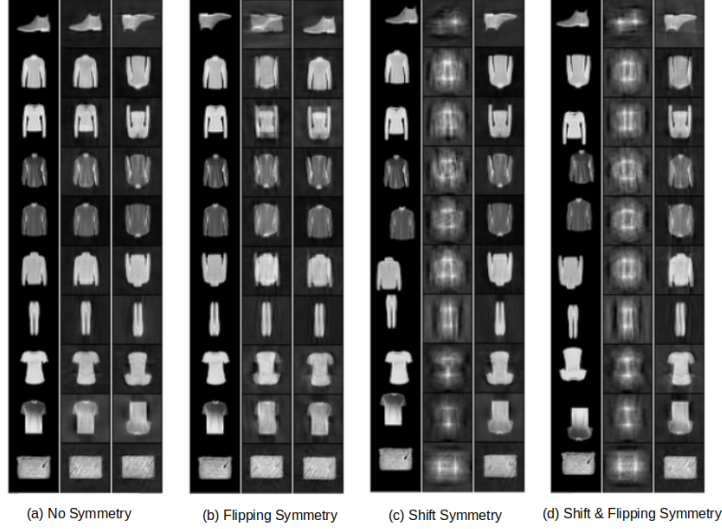 (a) No Symmetry
(b) Flipping Symmetry
(c) Shift Symmetry
(d) Shift & Flipping Symmetry